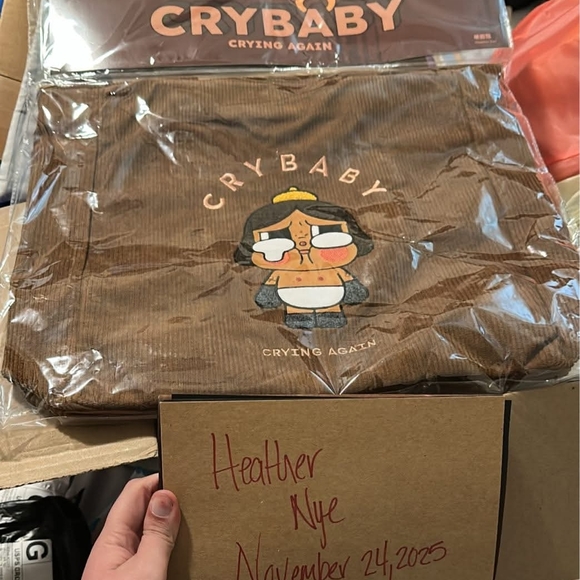 CRYBABY
CRYING AGAIN
CRYBABY
CRYING AGAIN
Heather
Nye
November 24, 2025
G